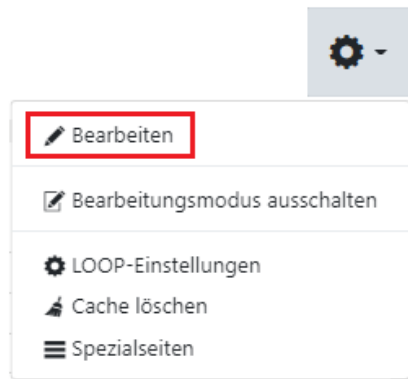 Bearbeiten
Bearbeitungsmodus ausschalten
LOOP-Einstellungen
Cache löschen
Spezialseiten